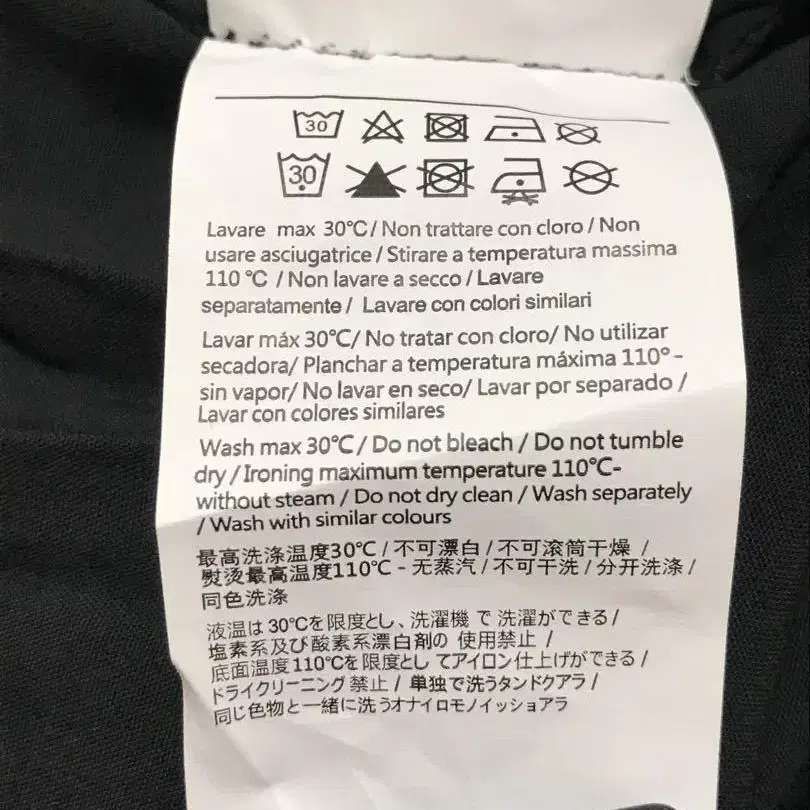 30
30
Lavare max 30°C / Non trattare con cloro / Non
usare asciugatrice / Stirare a temperatura massima
110 °C / Non lavare a secco / Lavare
separatamente / Lavare con colori similari
Lavar máx 30°C/ No tratar con cloro/ No utilizar
secadora/ Planchar a temperatura máxima 110° -
sin vapor/ No lavar en seco/ Lavar por separado /
Lavar con colores similares
Wash max 30°C / Do not bleach / Do not tumble
dry / Ironing maximum temperature 110°C-
without steam / Do not dry clean / Wash separately
/ Wash with similar colours
最高洗涤温度30°C / 不可漂白 / 不可滚筒干燥 /
熨烫最高温度110°C - 无蒸汽 / 不可干洗 / 分开洗涤 /
同色洗涤
液温は 30°Cを限度とし、洗濯機 で 洗濯ができる /
塩素系及び酸素系漂白剤の 使用禁止 /
底面温度110°Cを限度とし てアイロン仕上げができる /
ドライクリーニング 禁止 / 単独で洗うタンドクアラ /
同じ色物と一緒に洗うオナイロモノイッショアラ